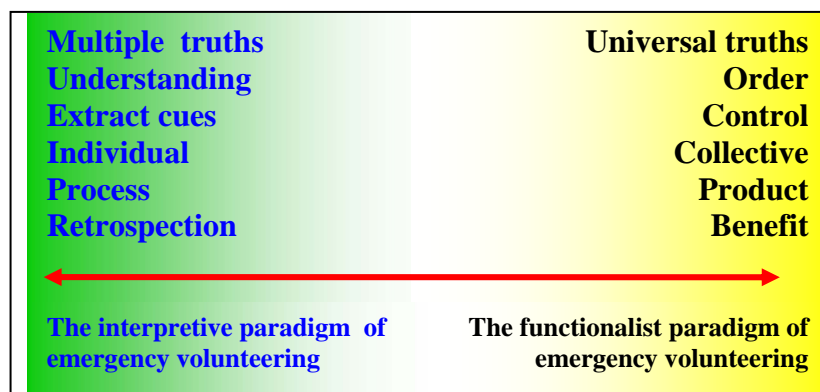 Multiple truths
Understanding
Extract cues
Individual
Process
Retrospection
Universal truths
Order
Control
Collective
Product
Benefit
The interpretive paradigm of
emergency volunteering
The functionalist paradigm of
emergency volunteering